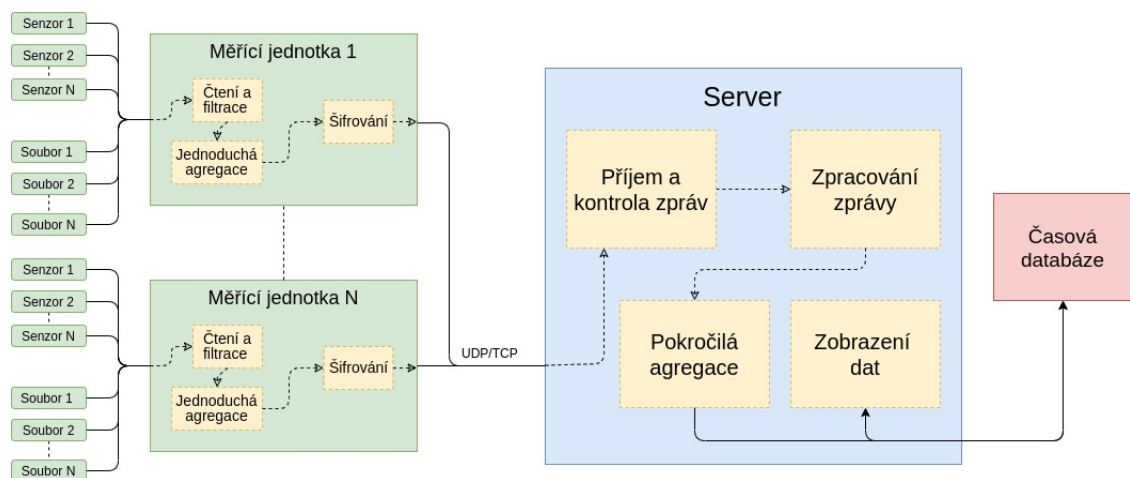 Senzor 1
Senzor 2
Senzor N
Soubor 1
Soubor 2
Soubor N
Měřící jednotka 1
Čtení a
filtrace
Jednoduchá
agregace
Šifrování
Senzor 1
Senzor 2
Senzor N
Soubor 1
Soubor 2
Soubor N
Měřící jednotka N
Čtení a
filtrace
Jednoduchá
agregace
Šifrování
UDP/TCP
Server
Příjem a
kontrola zpráv
Zpracování
zprávy
Pokročilá
agregace
Zobrazení
dat
Časová
databáze